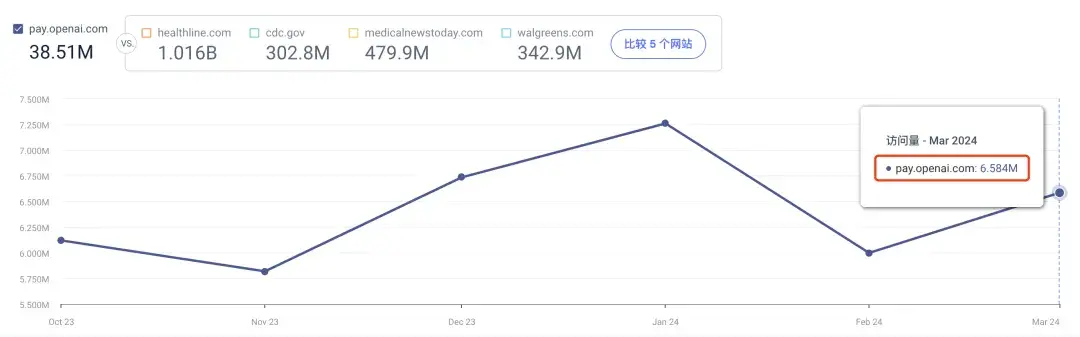 pay.openai.com
38.51M
VS.
healthline.com
1.016B
cdc.gov
302.8M
medicalnewstoday.com
479.9M
walgreens.com
342.9M
比较 5 个网站
7.500M
7.250M
7.000M
6.750M
6.500M
6.250M
6.000M
5.750M
5.500M
访问量 - Mar 2024
pay.openai.com: 6.584M
Oct 23
Nov 23
Dec 23
Jan 24
Feb 24
Mar 24